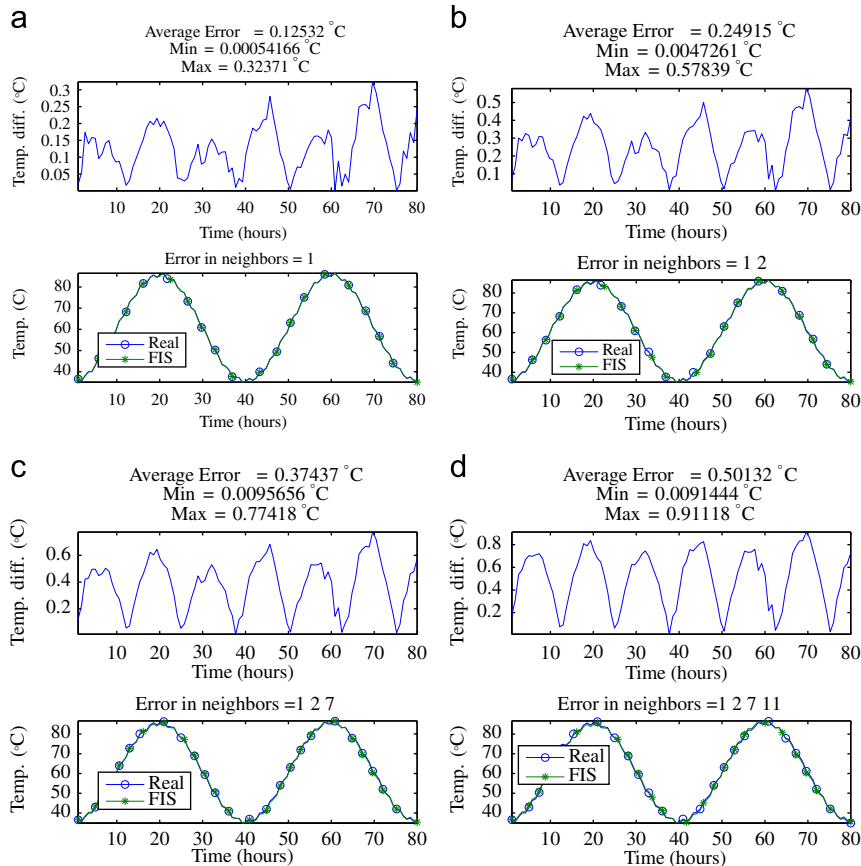 a
Average Error = 0.12532 °C
Min = 0.00054166 °C
Max = 0.32371 °C
Temp. diff. (°C)
0.3
0.25
0.2
0.15
0.1
0.05
10 20 30 40 50 60 70 80
Time (hours)
Error in neighbors = 1
Temp. (C)
80
70
60
50
40
Real
FIS
10 20 30 40 50 60 70 80
Time (hours)
b
Average Error = 0.24915 °C
Min = 0.0047261 °C
Max = 0.57839 °C
Temp. diff. (°C)
0.5
0.4
0.3
0.2
0.1
10 20 30 40 50 60 70 80
Time (hours)
Error in neighbors = 1 2
Temp. (C)
80
70
60
50
40
Real
FIS
10 20 30 40 50 60 70 80
Time (hours)
c
Average Error = 0.37437 °C
Min = 0.0095656 °C
Max = 0.77418 °C
Temp. diff. (°C)
0.6
0.4
0.2
10 20 30 40 50 60 70 80
Time (hours)
Error in neighbors =1 2 7
Temp. (°C)
80
70
60
50
40
Real
FIS
10 20 30 40 50 60 70 80
Time (hours)
d
Average Error = 0.50132 °C
Min = 0.0091444 °C
Max = 0.91118 °C
Temp. diff. (°C)
0.8
0.6
0.4
0.2
10 20 30 40 50 60 70 80
Time (hours)
Error in neighbors =1 2 7 11
Temp. (°C)
80
70
60
50
40
Real
FIS
10 20 30 40 50 60 70 80
Time (hours)